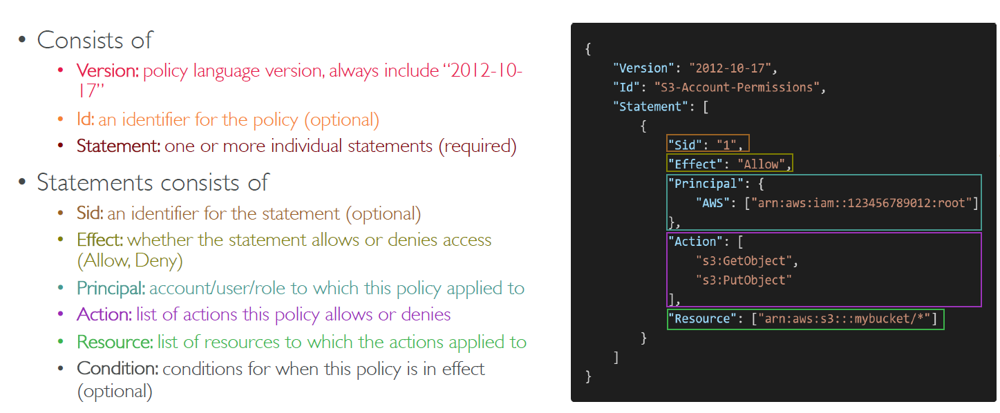 • Consists of
• Version: policy language version, always include “2012-10-
17”
• Id: an identifier for the policy (optional)
• Statement: one or more individual statements (required)
• Statements consists of
• Sid: an identifier for the statement (optional)
• Effect: whether the statement allows or denies access
(Allow, Deny)
• Principal: account/user/role to which this policy applied to
• Action: list of actions this policy allows or denies
• Resource: list of resources to which the actions applied to
• Condition: conditions for when this policy is in effect
(optional)
{
    "Version": "2012-10-17",
    "Id": "S3-Account-Permissions",
    "Statement": [
        {
            "Sid": "1",
            "Effect": "Allow",
            "Principal": {
                "AWS": ["arn:aws:iam::123456789012:root"]
            },
            "Action": [
                "s3:GetObject",
                "s3:PutObject"
            ],
            "Resource": ["arn:aws:s3:::mybucket/*"]
        }
    ]
}